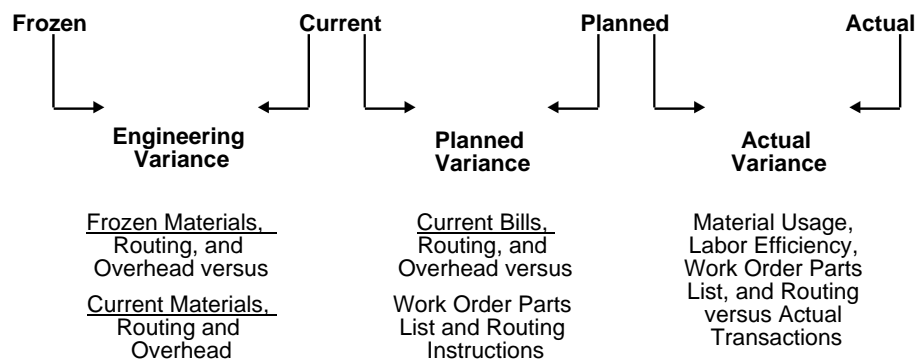 Frozen Current Planned Actual
Engineering
Variance
Planned
Variance
Actual
Variance
Frozen Materials,
Routing, and
Overhead versus
Current Materials,
Routing and
Overhead
Current Bills,
Routing, and
Overhead versus
Work Order Parts
List and Routing
Instructions
Material Usage,
Labor Efficiency,
Work Order Parts
List, and Routing
versus Actual
Transactions